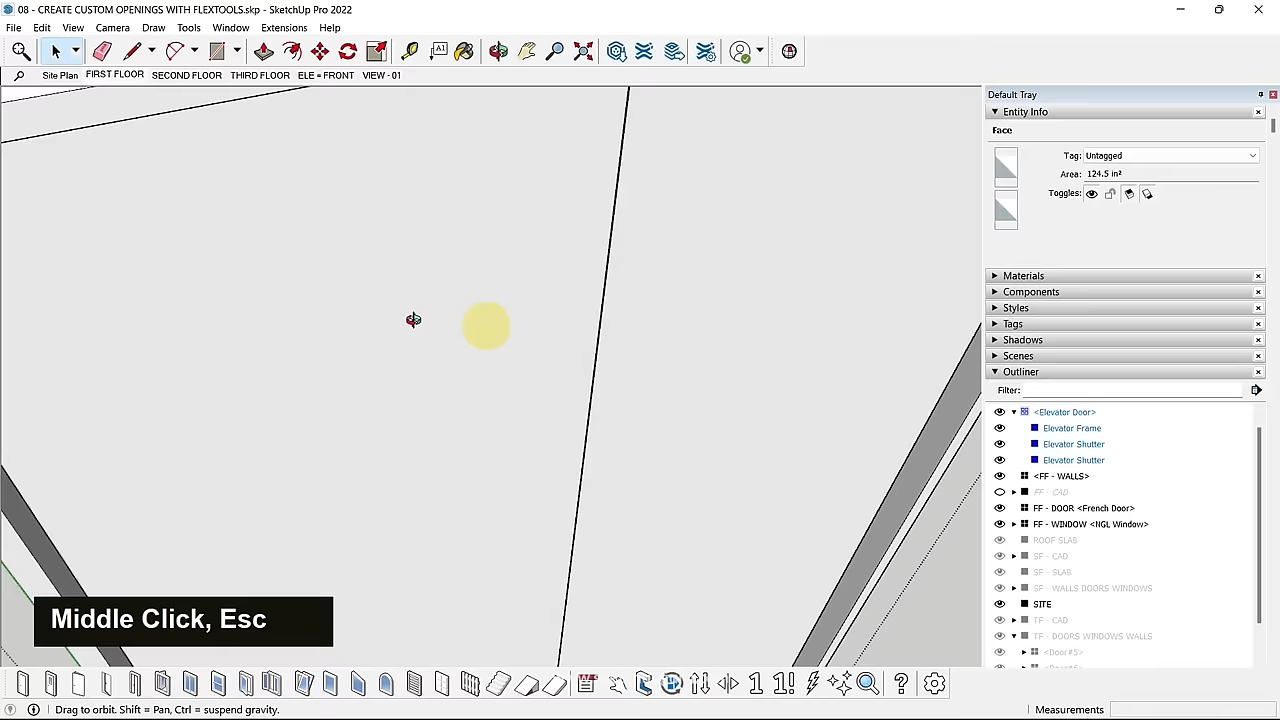 08 - CREATE CUSTOM OPENINGS WITH FLEXTOOLS.skp - SketchUp Pro 2022
File Edit View Camera Draw Tools Window Extensions Help
Site Plan FIRST FLOOR SECOND FLOOR THIRD FLOOR ELE = FRONT VIEW - 01
Default Tray
Entity Info
Face
Tag: Untagged
Area: 124.5 in²
Toggles:
Materials
Components
Styles
Tags
Shadows
Scenes
Outliner
Filter:
<Elevator Door>
Elevator Frame
Elevator Shutter
Elevator Shutter
<FF - WALLS>
FF - CAD
FF - DOOR <French Door>
FF - WINDOW <NGL Window>
ROOF SLAB
SF - CAD
SF - SLAB
SF - WALLS DOORS WINDOWS
SITE
TF - CAD
TF - DOORS WINDOWS WALLS
<Door#5>
Middle Click, Esc
Drag to orbit. Shift = Pan, Ctrl = suspend gravity.
Measurements